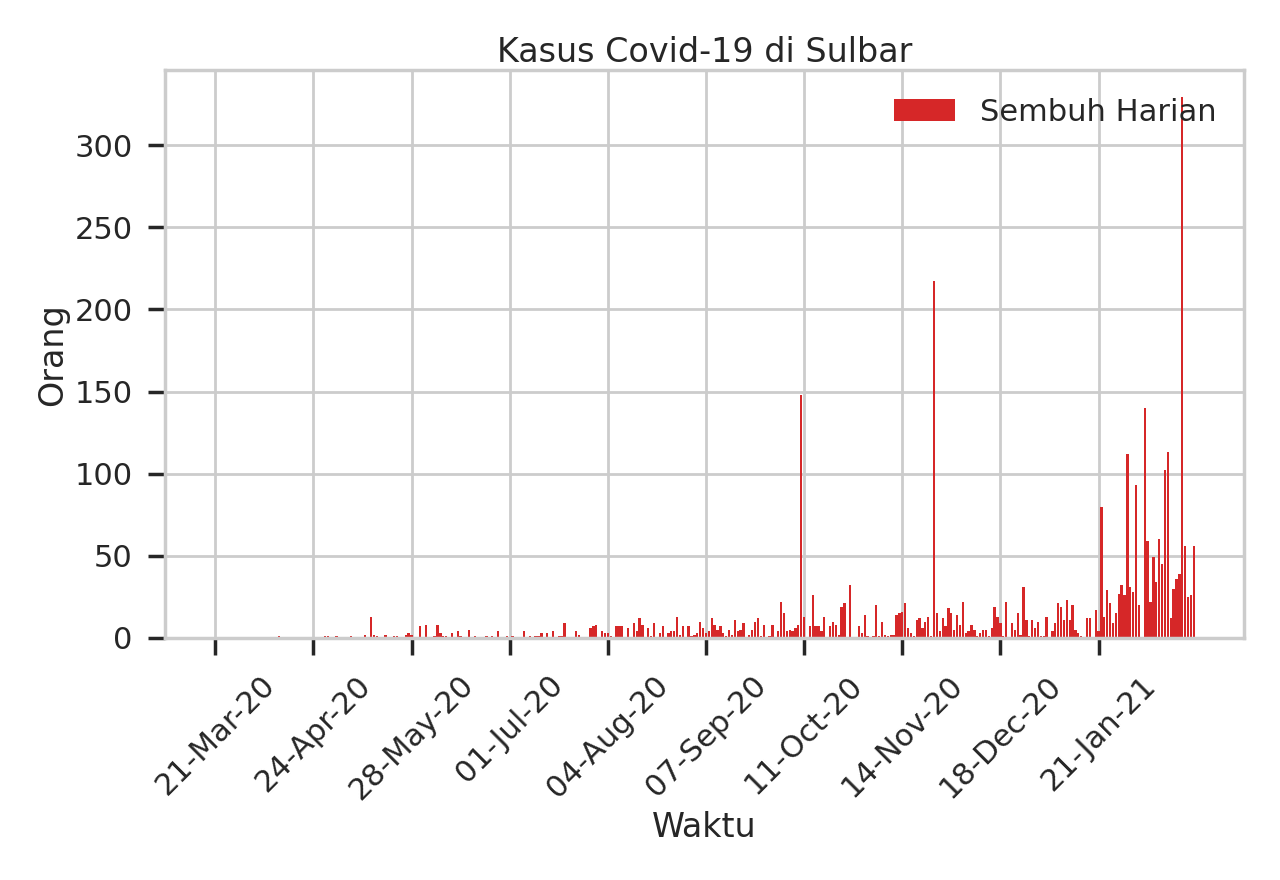 Kasus Covid-19 di Sulbar
Sembuh Harian
Orang
300
250
200
150
100
50
0
21-Mar-20
24-Apr-20
28-May-20
01-Jul-20
04-Aug-20
07-Sep-20
11-Oct-20
14-Nov-20
18-Dec-20
21-Jan-21
Waktu